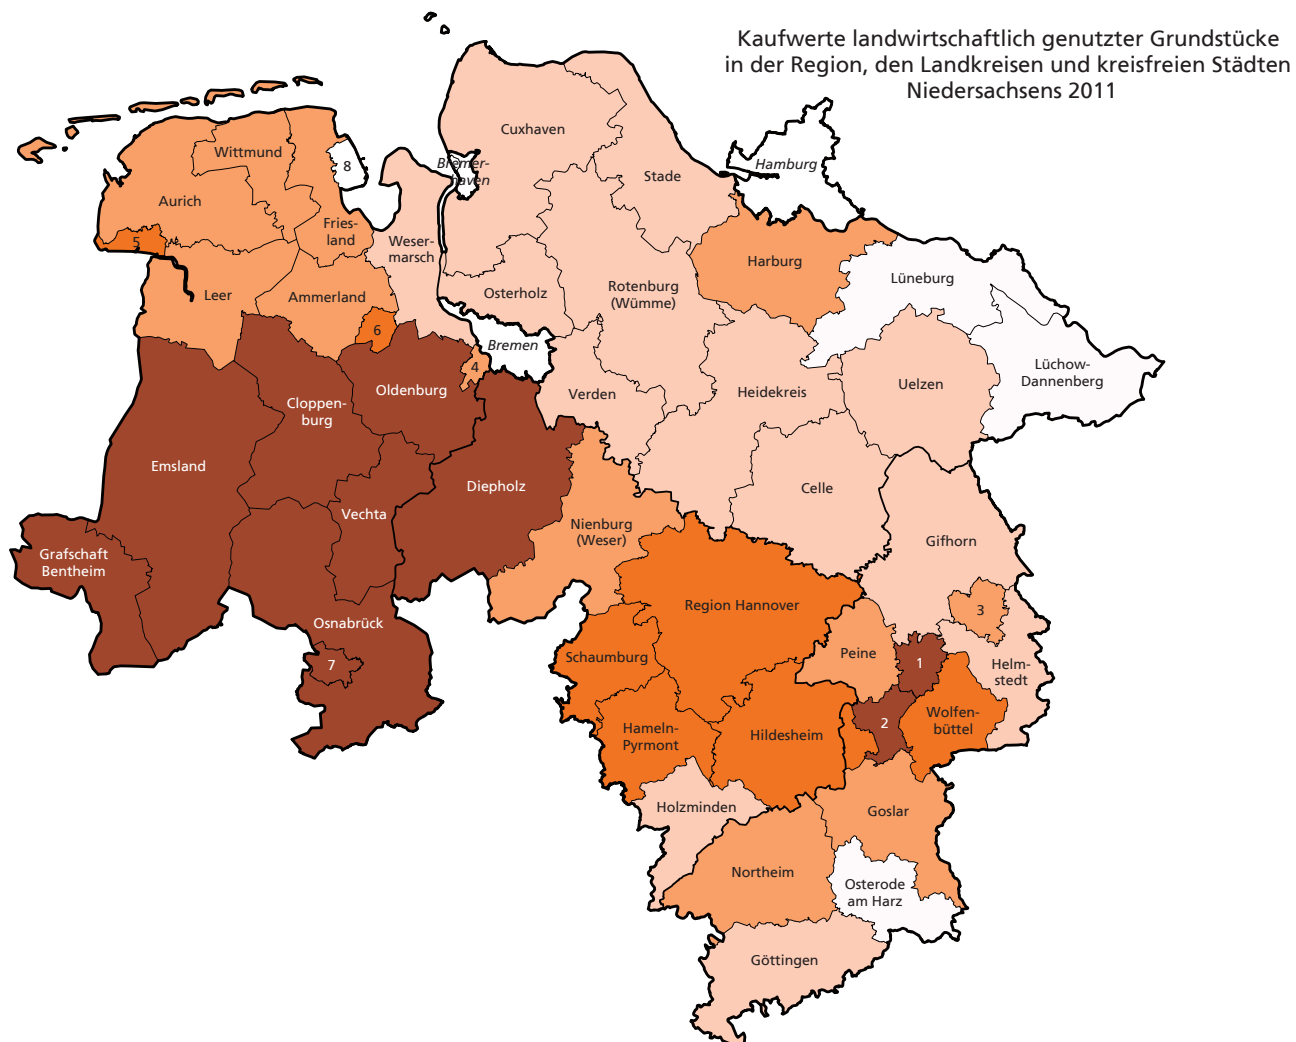 Kaufwerte landwirtschaftlich genutzter Grundstücke
in der Region, den Landkreisen und kreisfreien Städten
Niedersachsens 2011
Cuxhaven
Wittmund
8
Bremer-
haven
Hamburg
Stade
Aurich
Fries-
land
5
Weser-
marsch
Harburg
Lüneburg
Leer
Ammerland
Osterholz
Rotenburg
(Wümme)
6
Bremen
4
Oldenburg
Verden
Heidekreis
Uelzen
Lüchow-
Dannenberg
Cloppen-
burg
Emsland
Diepholz
Celle
Vechta
Nienburg
(Weser)
Gifhorn
Grafschaft
Bentheim
Region Hannover
3
Osnabrück
Schaumburg
Peine
1
Helm-
stedt
7
Hameln-
Pyrmont
Hildesheim
2
Wolfen-
büttel
Holzminden
Goslar
Northeim
Osterode
am Harz
Göttingen